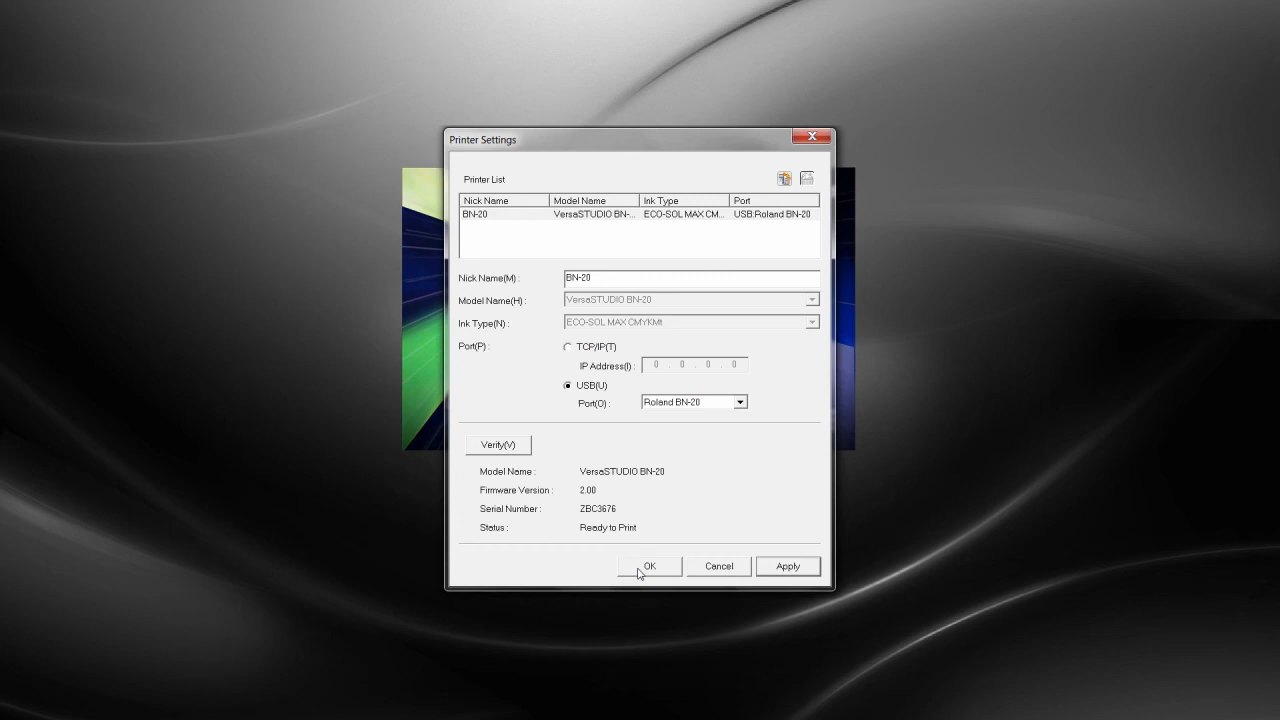 Printer Settings
Printer List
Nick Name Model Name Ink Type Port
BN-20 VersaSTUDIO BN-... ECO-SOL MAX CM... USB:Roland BN-20
Nick Name(M) : BN-20
Model Name(H) : VersaSTUDIO BN-20
Ink Type(N) : ECO-SOL MAX CMYKMt
Port(P) : TCP/IP(T)
IP Address(I) : 0 . 0 . 0 . 0
USB(U)
Port(O) : Roland BN-20
Verify(V)
Model Name : VersaSTUDIO BN-20
Firmware Version : 2.00
Serial Number : ZBC3676
Status : Ready to Print
OK Cancel Apply